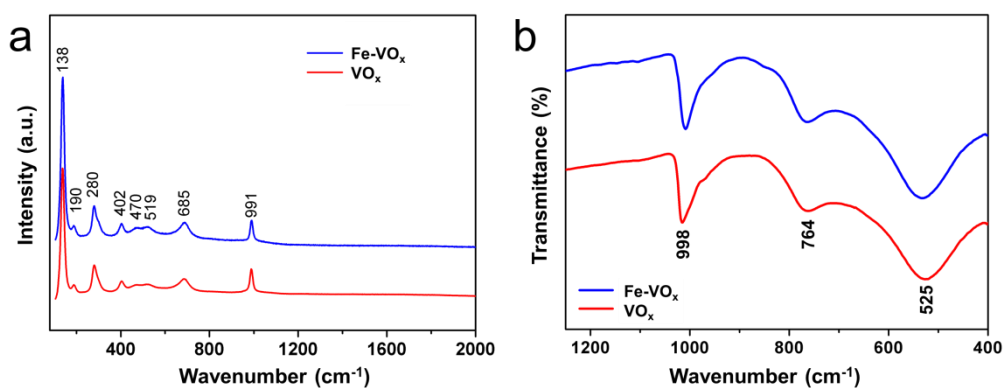 a
138
190
280
402
470
519
685
991
Fe-VOₓ
VOₓ
Intensity (a.u.)
400 800 1200 1600 2000
Wavenumber (cm⁻¹)
b
998
764
525
Fe-VOₓ
VOₓ
Transmittance (%)
1200 1000 800 600 400
Wavenumber (cm⁻¹)